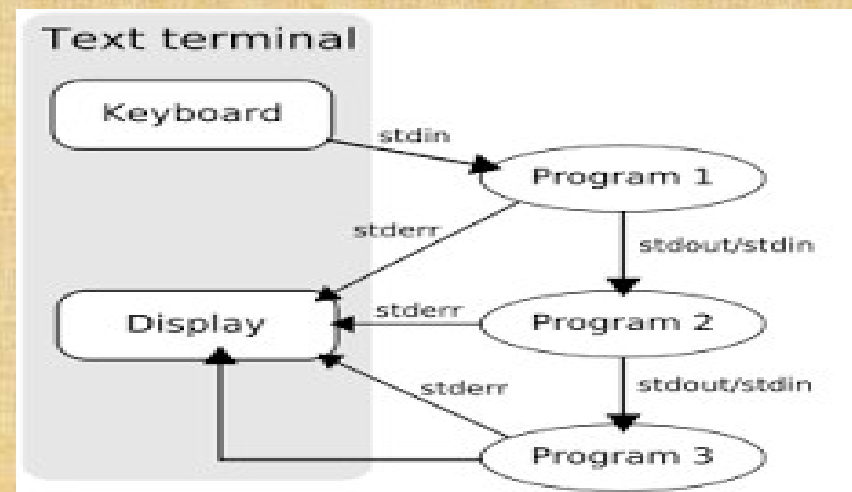 Text terminal
Keyboard
stdin
Program 1
stderr
stdout/stdin
Display
stderr
Program 2
stderr
stdout/stdin
Program 3